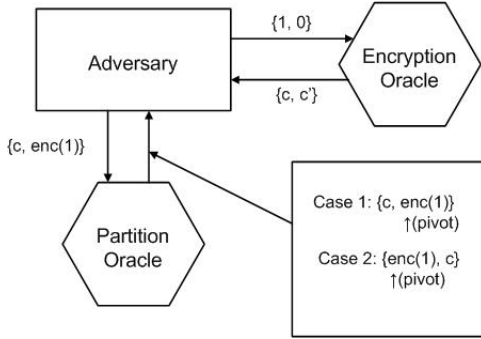 {1, 0}
Adversary
Encryption
Oracle
{c, c'}
{c, enc(1)}
Partition
Oracle
Case 1: {c, enc(1)}
↑(pivot)
Case 2: {enc(1), c}
↑(pivot)